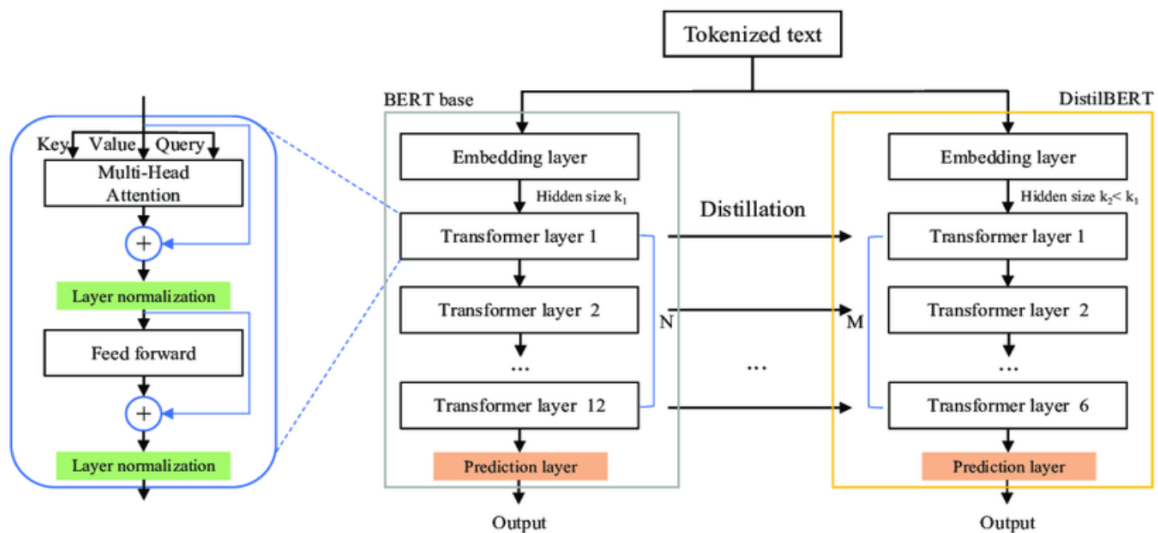 Tokenized text
BERT base
DistilBERT
Key Value Query
Multi-Head
Attention
+
Layer normalization
Feed forward
+
Layer normalization
Embedding layer
Hidden size k₁
Transformer layer 1
Transformer layer 2
...
Transformer layer 12
Prediction layer
Output
N
Distillation
...
M
Embedding layer
Hidden size k₂< k₁
Transformer layer 1
Transformer layer 2
...
Transformer layer 6
Prediction layer
Output